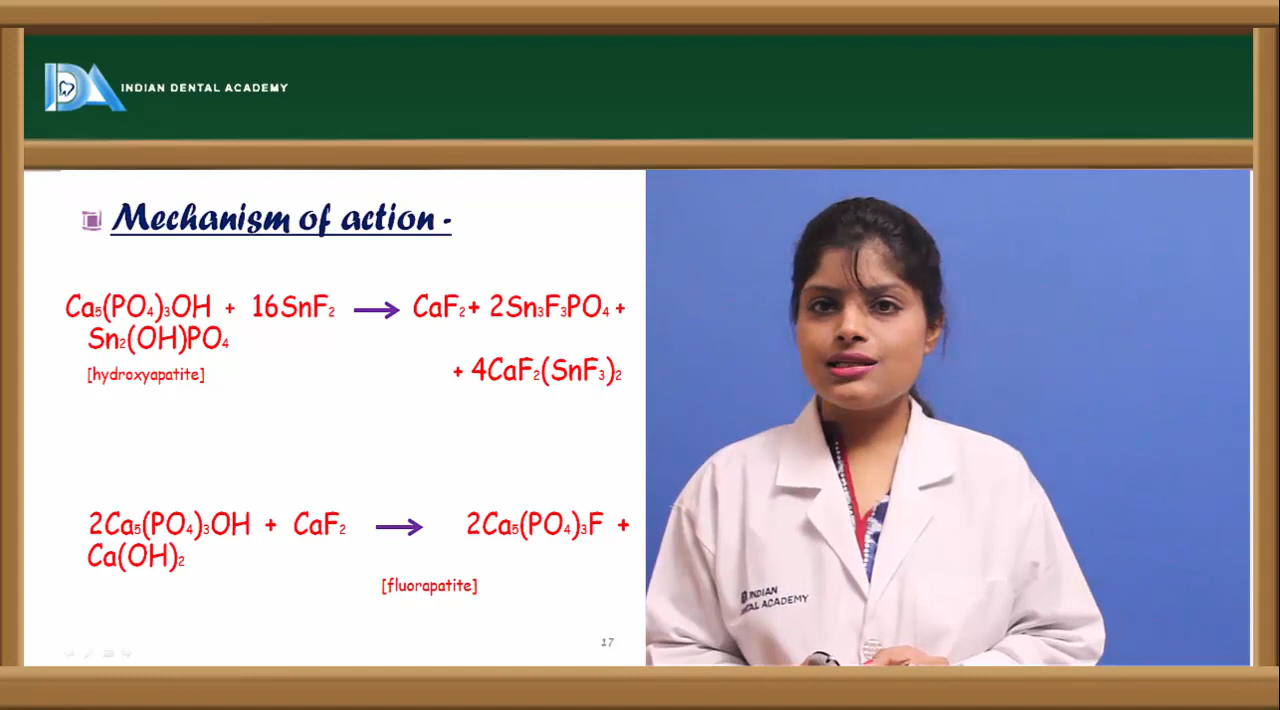 IDA INDIAN DENTAL ACADEMY
Mechanism of action -
Ca₅(PO₄)₃OH + 16SnF₂ ⟶ CaF₂ + 2Sn₃F₃PO₄ +
Sn₂(OH)PO₄
[hydroxyapatite] + 4CaF₂(SnF₃)₂
2Ca₅(PO₄)₃OH + CaF₂ ⟶ 2Ca₅(PO₄)₃F +
Ca(OH)₂
[fluorapatite]
17
INDIAN
DENTAL ACADEMY